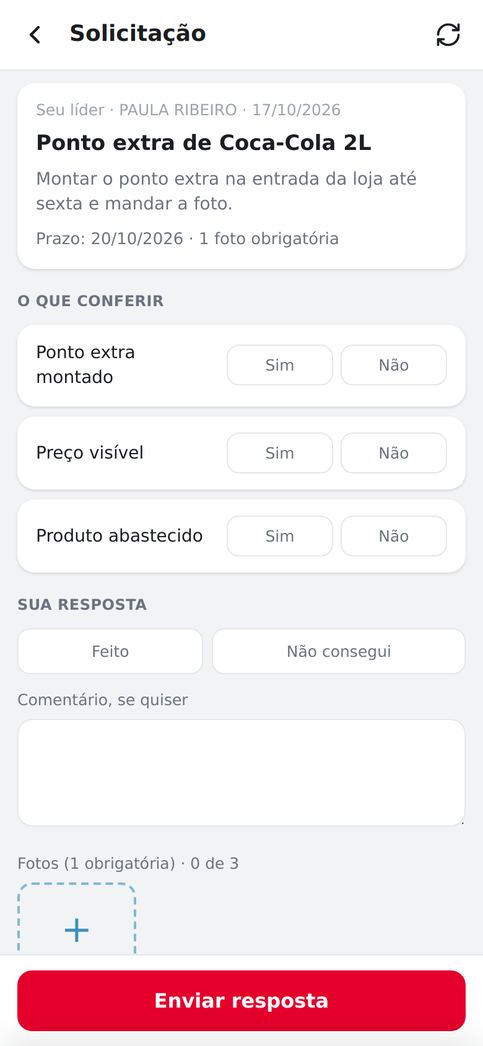 Solicitação
Seu líder · PAULA RIBEIRO · 17/10/2026
Ponto extra de Coca-Cola 2L
Montar o ponto extra na entrada da loja até
sexta e mandar a foto.
Prazo: 20/10/2026 · 1 foto obrigatória
O QUE CONFERIR
Ponto extra
montado
Sim
Não
Preço visível
Sim
Não
Produto abastecido
Sim
Não
SUA RESPOSTA
Feito
Não consegui
Comentário, se quiser
Fotos (1 obrigatória) · 0 de 3
+
Enviar resposta